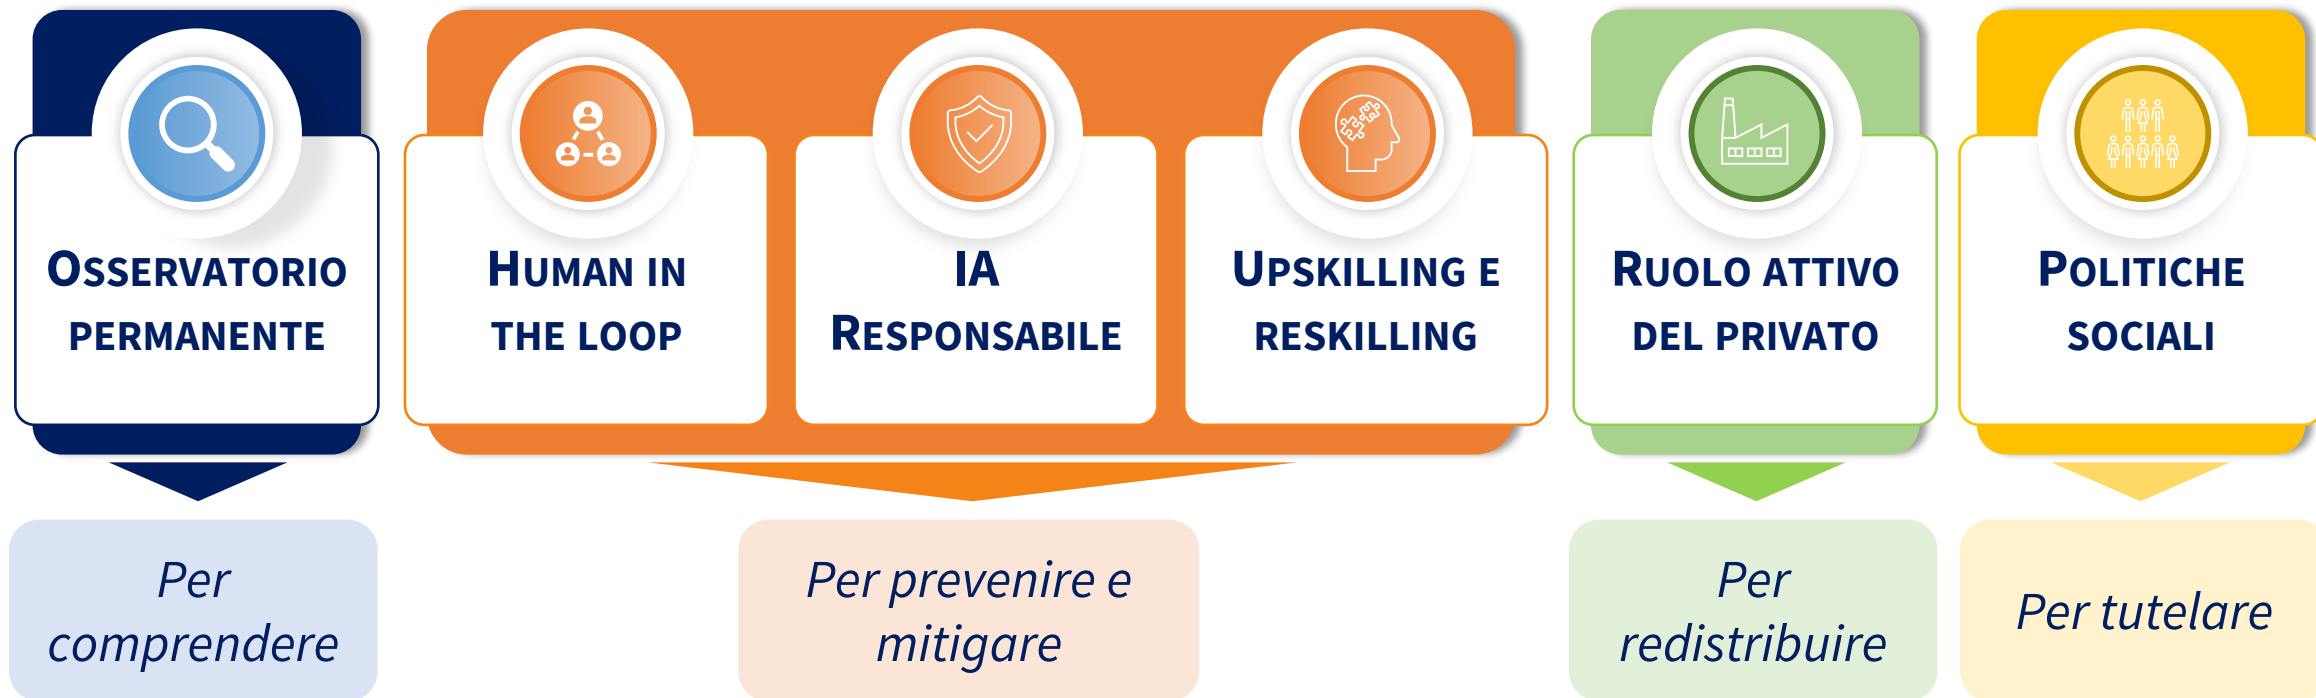 OSSERVATORIO
PERMANENTE
HUMAN IN
THE LOOP
IA
RESPONSABILE
UPSKILLING E
RESKILLING
RUOLO ATTIVO
DEL PRIVATO
POLITICHE
SOCIALI
Per
comprendere
Per prevenire e
mitigare
Per
redistribuire
Per tutelare